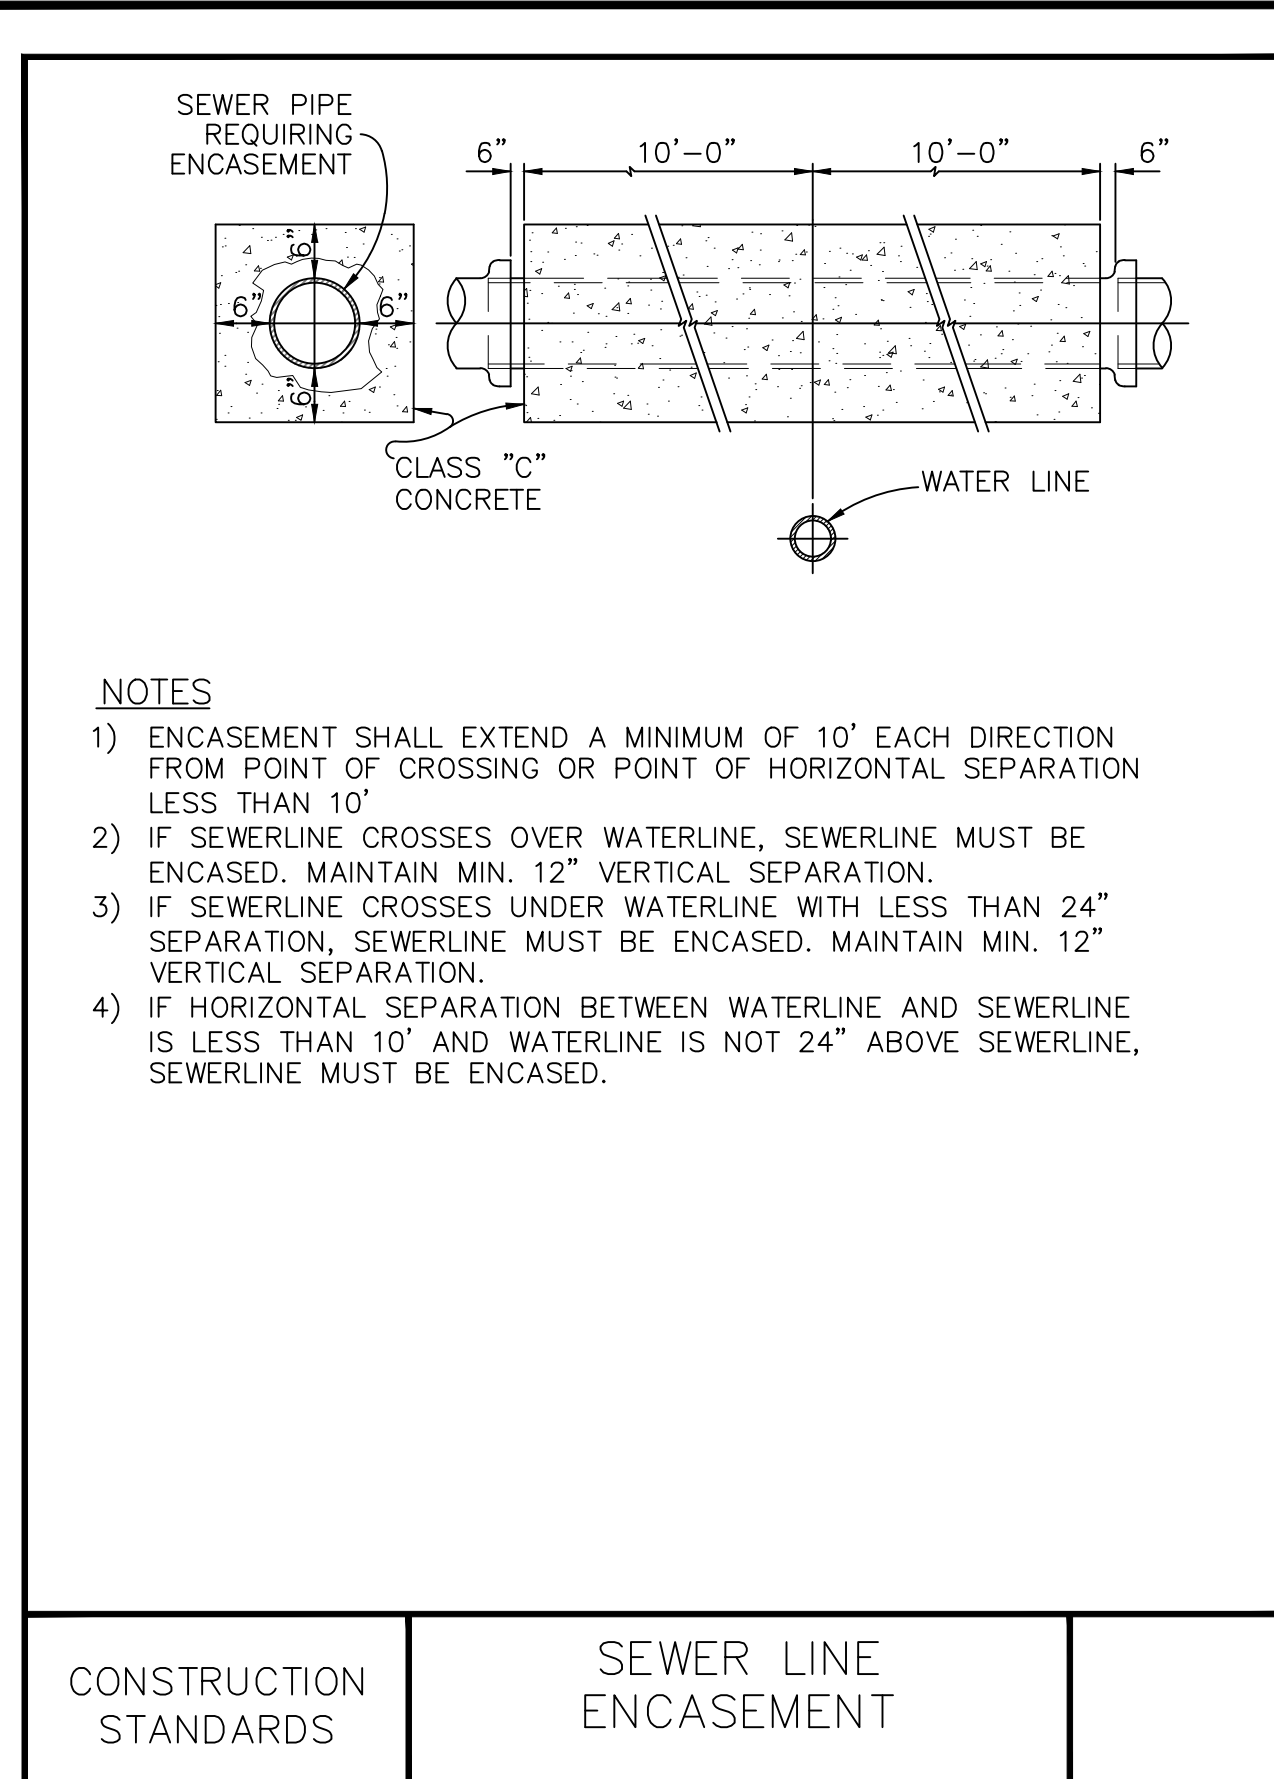 SEWER PIPE
REQUIRING
ENCASEMENT
6"
10'-0"
10'-0"
6"
6"
6"
6"
6"
CLASS "C"
CONCRETE
WATER LINE
NOTES
1) ENCASEMENT SHALL EXTEND A MINIMUM OF 10' EACH DIRECTION
FROM POINT OF CROSSING OR POINT OF HORIZONTAL SEPARATION
LESS THAN 10'
2) IF SEWERLINE CROSSES OVER WATERLINE, SEWERLINE MUST BE
ENCASED. MAINTAIN MIN. 12" VERTICAL SEPARATION.
3) IF SEWERLINE CROSSES UNDER WATERLINE WITH LESS THAN 24"
SEPARATION, SEWERLINE MUST BE ENCASED. MAINTAIN MIN. 12"
VERTICAL SEPARATION.
4) IF HORIZONTAL SEPARATION BETWEEN WATERLINE AND SEWERLINE
IS LESS THAN 10' AND WATERLINE IS NOT 24" ABOVE SEWERLINE,
SEWERLINE MUST BE ENCASED.
CONSTRUCTION
STANDARDS
SEWER LINE
ENCASEMENT